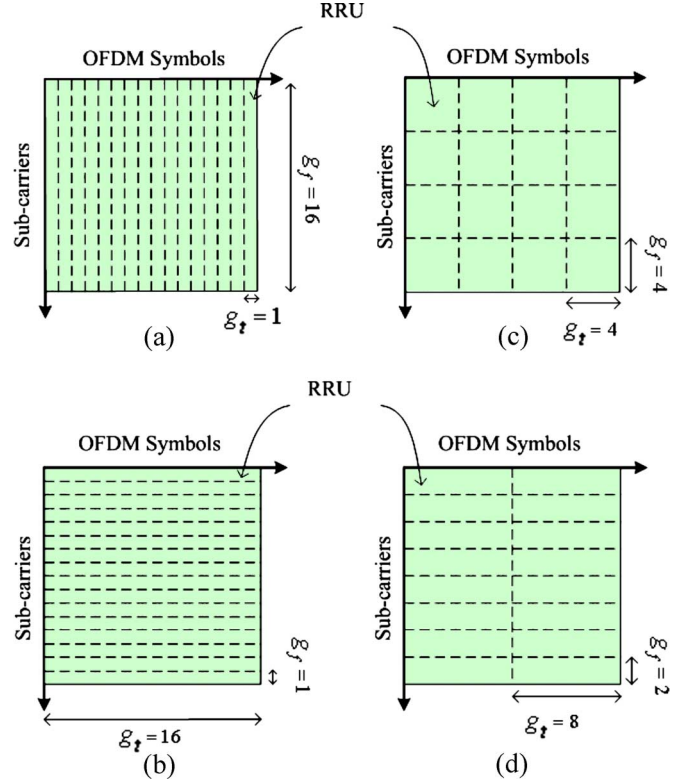 RRU
OFDM Symbols
OFDM Symbols
Sub-carriers
g_f = 16
g_t = 1
Sub-carriers
g_f = 4
g_t = 4
(a)
(c)
RRU
OFDM Symbols
OFDM Symbols
Sub-carriers
g_f = 1
g_t = 16
Sub-carriers
g_f = 2
g_t = 8
(b)
(d)